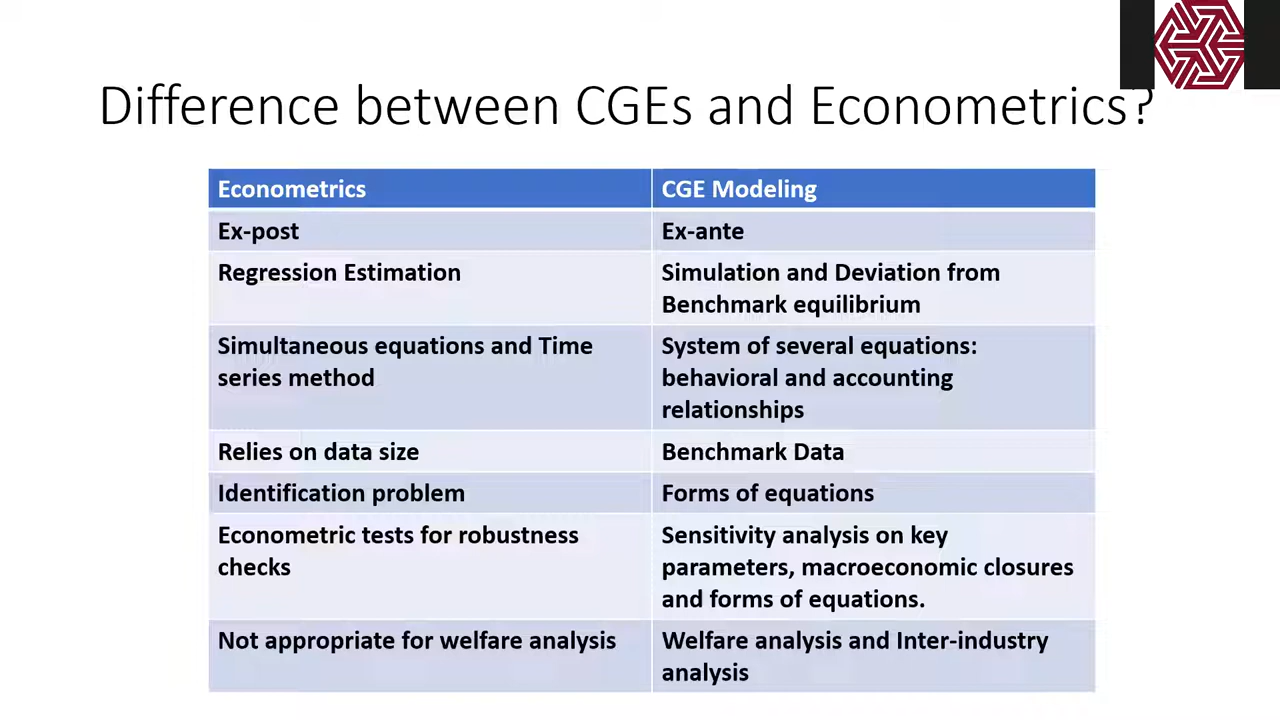 Difference between CGEs and Econometrics?
Econometrics
CGE Modeling
Ex-post
Ex-ante
Regression Estimation
Simulation and Deviation from
Benchmark equilibrium
Simultaneous equations and Time
series method
System of several equations:
behavioral and accounting
relationships
Relies on data size
Benchmark Data
Identification problem
Forms of equations
Econometric tests for robustness
checks
Sensitivity analysis on key
parameters, macroeconomic closures
and forms of equations.
Not appropriate for welfare analysis
Welfare analysis and Inter-industry
analysis